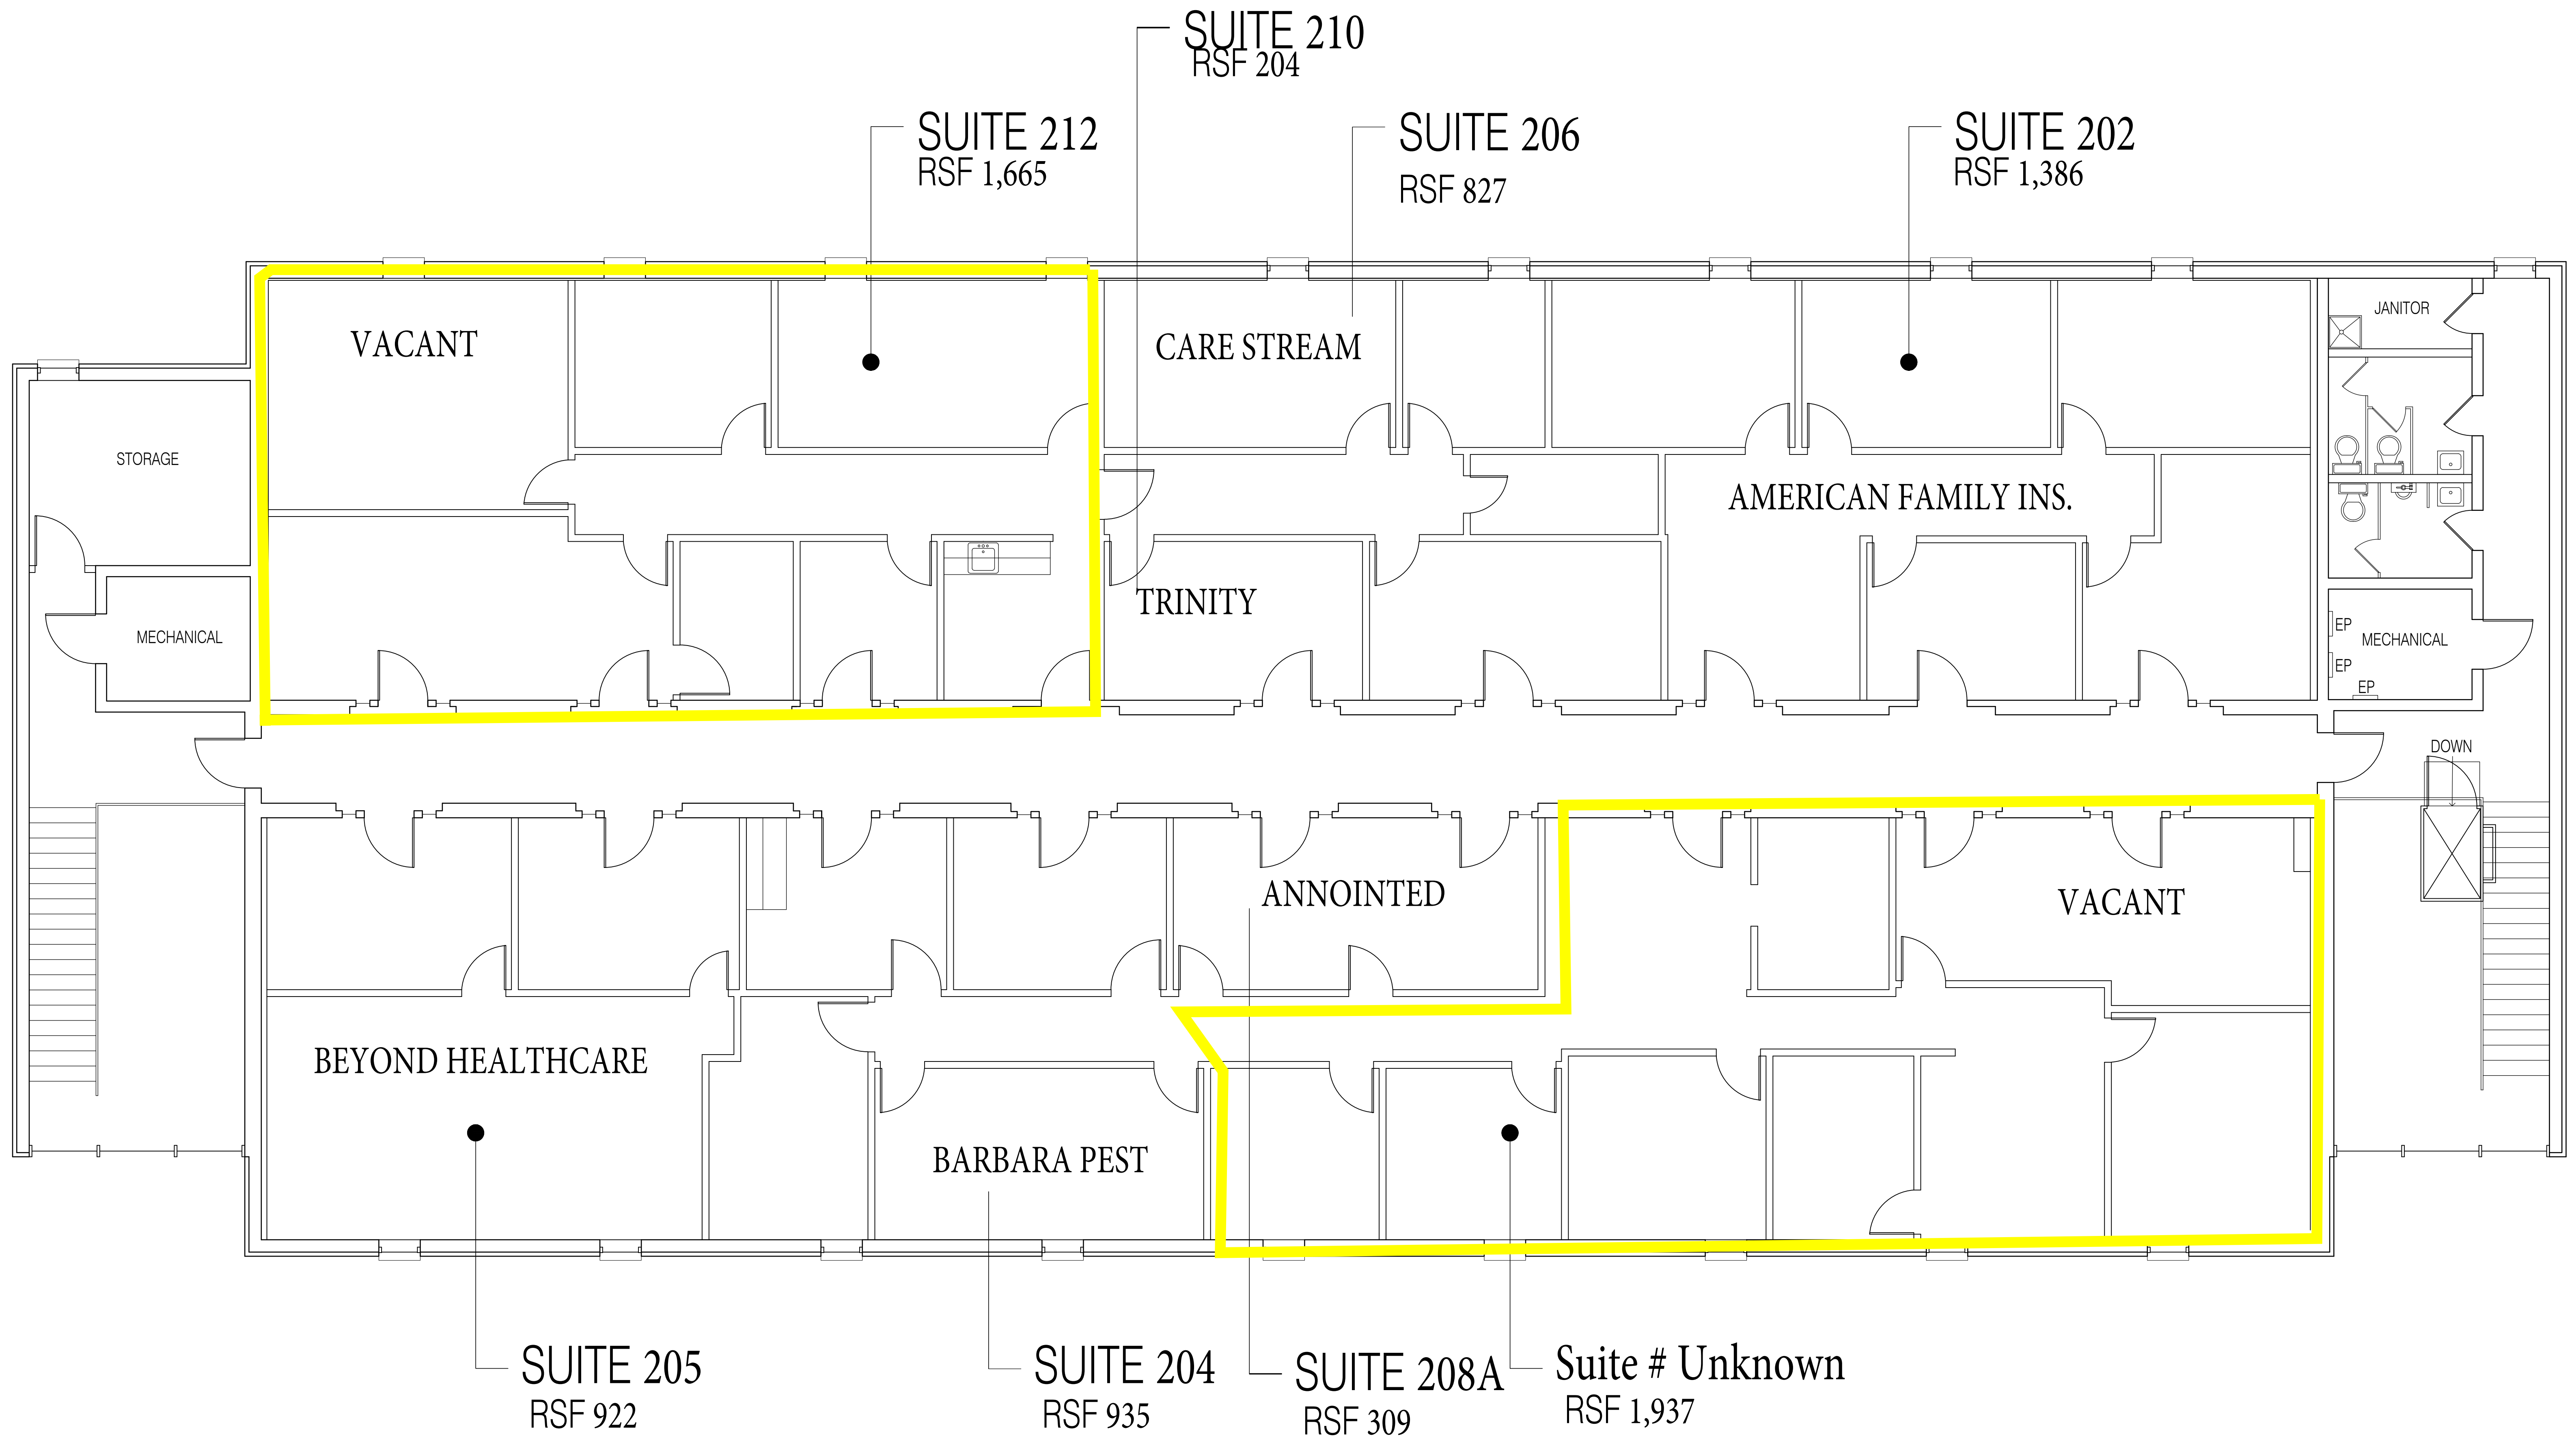 SUITE 210
RSF 204
SUITE 212
RSF 1,665
SUITE 206
RSF 827
SUITE 202
RSF 1,386
VACANT
CARE STREAM
JANITOR
STORAGE
AMERICAN FAMILY INS.
TRINITY
MECHANICAL
EP
MECHANICAL
EP
EP
DOWN
ANNOINTED
VACANT
BEYOND HEALTHCARE
BARBARA PEST
SUITE 205
RSF 922
SUITE 204
RSF 935
SUITE 208A
RSF 309
Suite # Unknown
RSF 1,937